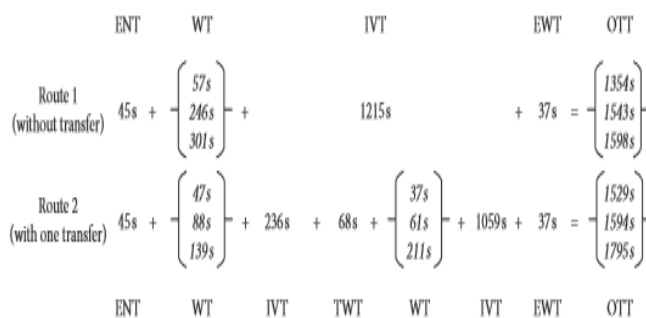 ENT WT IVT EWT OTT
57s 1354s
Route 1 45s + 246s + 1215s + 37s = 1543s
(without transfer)
301s 1598s
47s 37s 1529s
Route 2 45s + 88s + 236s + 68s + 61s + 1059s + 37s = 1594s
(with one transfer)
139s 211s 1795s
ENT WT IVT TWT WT IVT EWT OTT